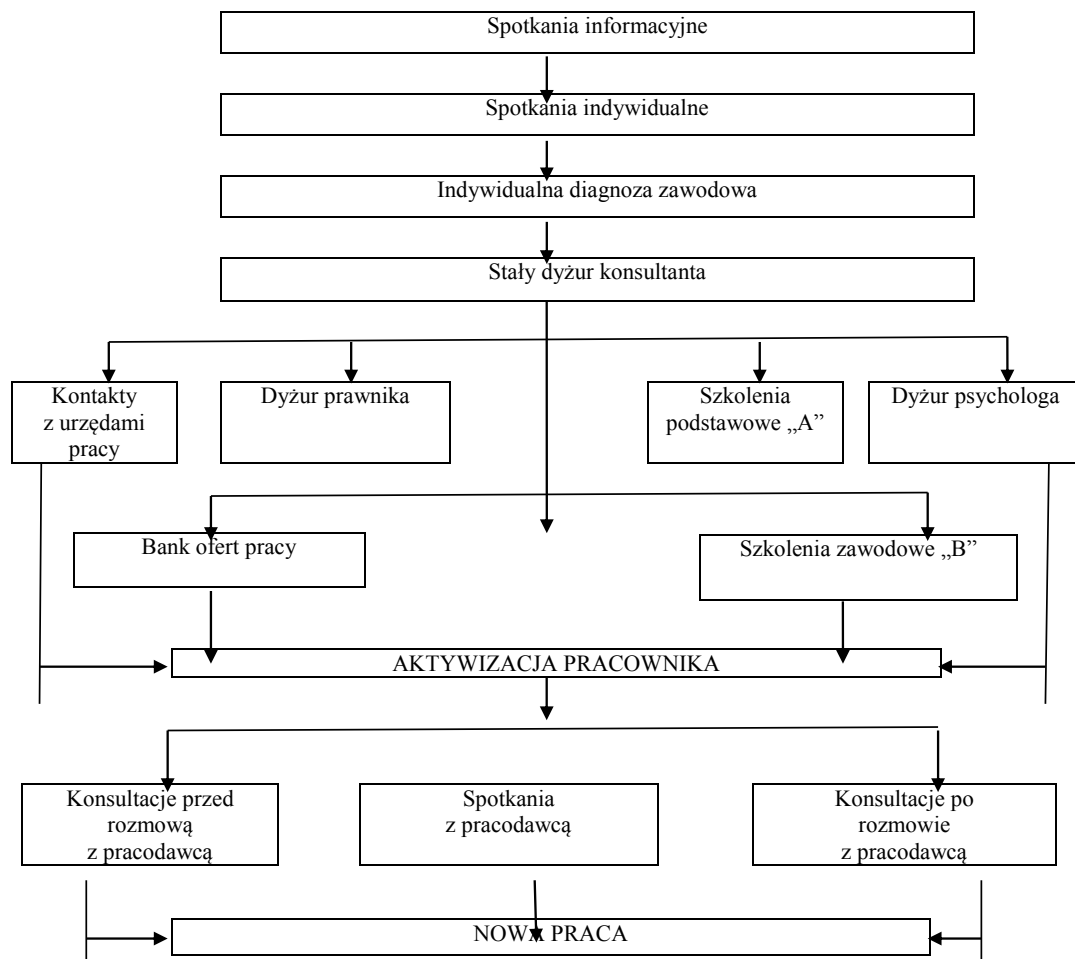 Spotkania informacyjne
Spotkania indywidualne
Indywidualna diagnoza zawodowa
Stały dyżur konsultanta
Kontakty
z urzędami
pracy
Dyżur prawnika
Szkolenia
podstawowe „A”
Dyżur psychologa
Bank ofert pracy
Szkolenia zawodowe „B”
AKTYWIZACJA PRACOWNIKA
Konsultacje przed
rozmową
z pracodawcą
Spotkania
z pracodawcą
Konsultacje po
rozmowie
z pracodawcą
NOWA PRACA